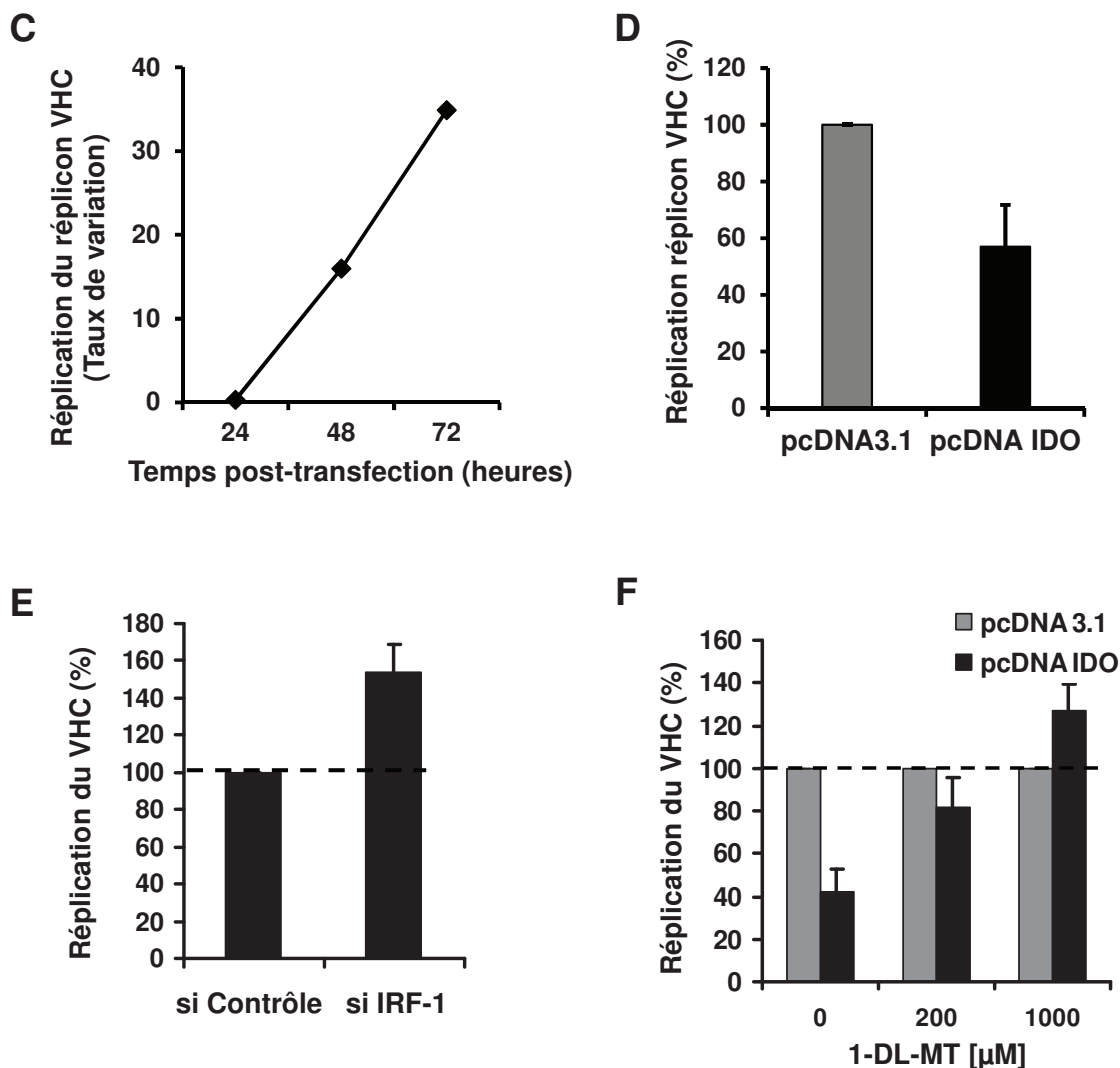 C
Réplication du réplicon VHC
(Taux de variation)
40
30
20
10
0
24 48 72
Temps post-transfection (heures)
D
Réplication réplicon VHC (%)
120
100
80
60
40
20
0
pcDNA3.1 pcDNA IDO
E
Réplication du VHC (%)
180
160
140
120
100
80
60
40
20
0
si Contrôle si IRF-1
F
Réplication du VHC (%)
160
140
120
100
80
60
40
20
0
pcDNA 3.1
pcDNA IDO
0 200 1000
1-DL-MT [µM]